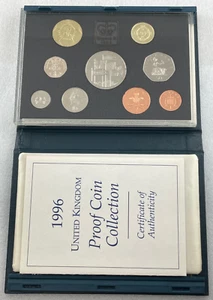 1996
UNITED KINGDOM
Proof Coin
Collection
Certificate of
Authenticity